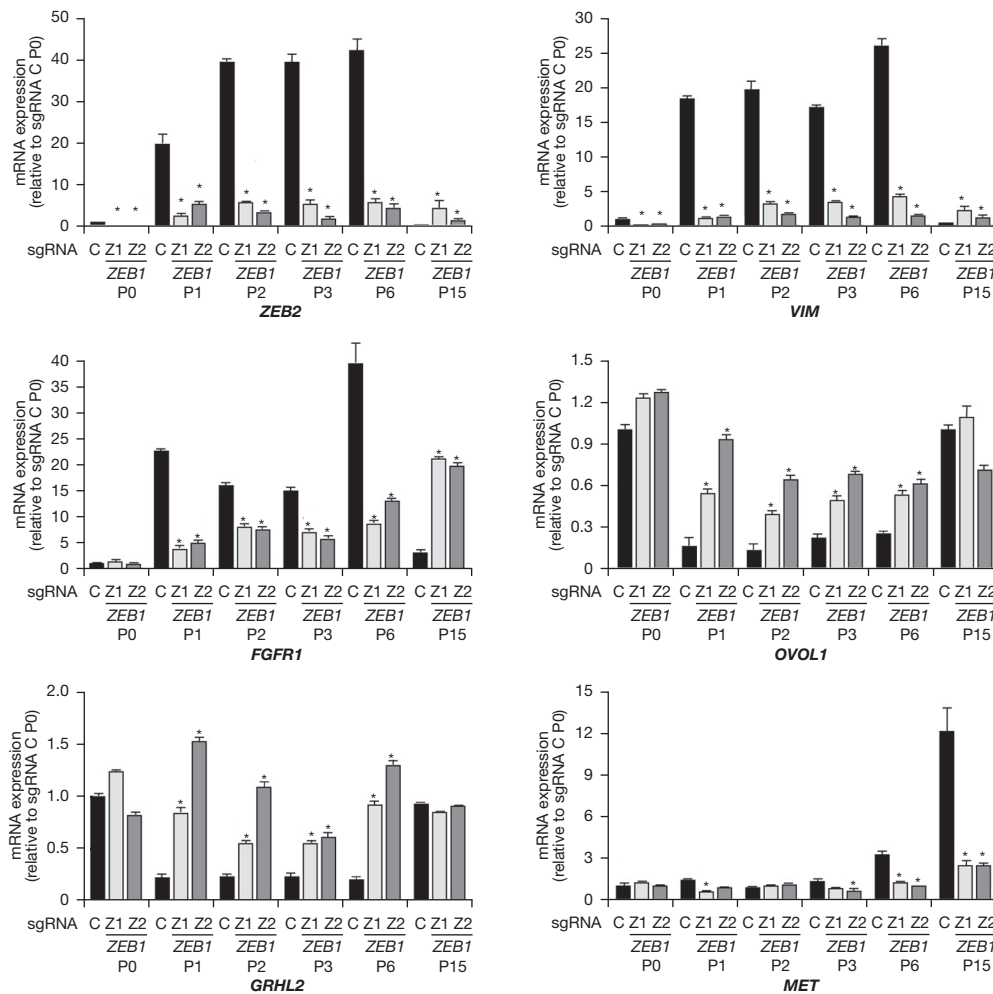 mRNA expression
(relative to sgRNA C P0)
50
40
30
20
10
0
* * * * * * * * * * * *
sgRNA C Z1 Z2 C Z1 Z2 C Z1 Z2 C Z1 Z2 C Z1 Z2 C Z1 Z2
ZEB1 ZEB1 ZEB1 ZEB1 ZEB1 ZEB1
P0 P1 P2 P3 P6 P15
ZEB2
mRNA expression
(relative to sgRNA C P0)
30
25
20
15
10
5
0
* * * * * * * * * * * *
sgRNA C Z1 Z2 C Z1 Z2 C Z1 Z2 C Z1 Z2 C Z1 Z2 C Z1 Z2
ZEB1 ZEB1 ZEB1 ZEB1 ZEB1 ZEB1
P0 P1 P2 P3 P6 P15
VIM
mRNA expression
(relative to sgRNA C P0)
40
35
30
25
20
15
10
5
0
* * * * * * * * * *
sgRNA C Z1 Z2 C Z1 Z2 C Z1 Z2 C Z1 Z2 C Z1 Z2 C Z1 Z2
ZEB1 ZEB1 ZEB1 ZEB1 ZEB1 ZEB1
P0 P1 P2 P3 P6 P15
FGFR1
mRNA expression
(relative to sgRNA C P0)
1.5
1.2
0.9
0.6
0.3
0
* * * * * * * *
sgRNA C Z1 Z2 C Z1 Z2 C Z1 Z2 C Z1 Z2 C Z1 Z2 C Z1 Z2
ZEB1 ZEB1 ZEB1 ZEB1 ZEB1 ZEB1
P0 P1 P2 P3 P6 P15
OVOL1
mRNA expression
(relative to sgRNA C P0)
2.0
1.5
1.0
0.5
0
* * * * * * * *
sgRNA C Z1 Z2 C Z1 Z2 C Z1 Z2 C Z1 Z2 C Z1 Z2 C Z1 Z2
ZEB1 ZEB1 ZEB1 ZEB1 ZEB1 ZEB1
P0 P1 P2 P3 P6 P15
GRHL2
mRNA expression
(relative to sgRNA C P0)
15
12
9
6
3
0
* * * * * *
sgRNA C Z1 Z2 C Z1 Z2 C Z1 Z2 C Z1 Z2 C Z1 Z2 C Z1 Z2
ZEB1 ZEB1 ZEB1 ZEB1 ZEB1 ZEB1
P0 P1 P2 P3 P6 P15
MET